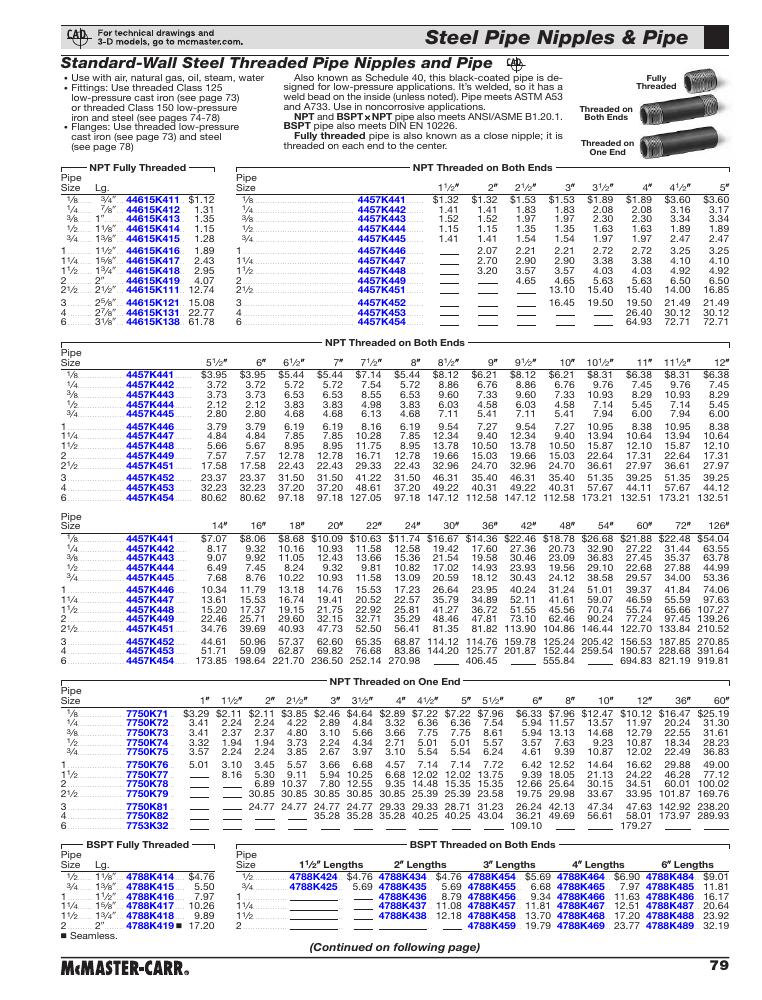 CAD
For technical drawings and
3-D models, go to mcmaster.com.
Steel Pipe Nipples & Pipe
Standard-Wall Steel Threaded Pipe Nipples and Pipe CAD
• Use with air, natural gas, oil, steam, water
• Fittings: Use threaded Class 125
low-pressure cast iron (see page 73)
or threaded Class 150 low-pressure
iron and steel (see pages 74-78)
• Flanges: Use threaded low-pressure
cast iron (see page 73) and steel
(see page 78)
Also known as Schedule 40, this black-coated pipe is de-
signed for low-pressure applications. It's welded, so it has a
weld bead on the inside (unless noted). Pipe meets ASTM A53
and A733. Use in noncorrosive applications.
NPT and BSPT x NPT pipe also meets ANSI/ASME B1.20.1.
BSPT pipe also meets DIN EN 10226.
Fully threaded pipe is also known as a close nipple; it is
threaded on each end to the center.
Fully
Threaded
Threaded on
Both Ends
Threaded on
One End
NPT Fully Threaded
Pipe
Size Lg.
1/8 3/4" 44615K411 $1.12
1/4 7/8" 44615K412 1.31
3/8 1" 44615K413 1.35
1/2 1 1/8" 44615K414 1.15
3/4 1 3/8" 44615K415 1.28
1 1 1/2" 44615K416 1.89
1 1/4 1 5/8" 44615K417 2.43
1 1/2 1 3/4" 44615K418 2.95
2 2" 44615K419 4.07
2 1/2 2 1/2" 44615K111 12.74
3 2 5/8" 44615K121 15.08
4 2 7/8" 44615K131 22.77
6 3 1/8" 44615K138 61.78
NPT Threaded on Both Ends
Pipe
Size 1 1/2" 2" 2 1/2" 3" 3 1/2" 4" 4 1/2" 5"
1/8 4457K441 $1.32 $1.32 $1.53 $1.53 $1.89 $1.89 $3.60 $3.60
1/4 4457K442 1.41 1.41 1.83 1.83 2.08 2.08 3.16 3.17
3/8 4457K443 1.52 1.52 1.97 1.97 2.30 2.30 3.34 3.34
1/2 4457K444 1.15 1.15 1.35 1.35 1.63 1.63 1.89 1.89
3/4 4457K445 1.41 1.41 1.54 1.54 1.97 1.97 2.47 2.47
1 4457K446 — 2.07 2.21 2.21 2.72 2.72 3.25 3.25
1 1/4 4457K447 — 2.70 2.90 2.90 3.38 3.38 4.10 4.10
1 1/2 4457K448 — 3.20 3.57 3.57 4.03 4.03 4.92 4.92
2 4457K449 — — 4.65 4.65 5.63 5.63 6.50 6.50
2 1/2 4457K451 — — — 13.10 15.40 15.40 14.00 16.85
3 4457K452 — — — 16.45 19.50 19.50 21.49 21.49
4 4457K453 — — — — — 26.40 30.12 30.12
6 4457K454 — — — — — 64.93 72.71 72.71
NPT Threaded on Both Ends
Pipe
Size 5 1/2" 6" 6 1/2" 7" 7 1/2" 8" 8 1/2" 9" 9 1/2" 10" 10 1/2" 11" 11 1/2" 12"
1/8 4457K441 $3.95 $3.95 $5.44 $5.44 $7.14 $5.44 $8.12 $6.21 $8.12 $6.21 $8.31 $6.38 $8.31 $6.38
1/4 4457K442 3.72 3.72 5.72 5.72 7.54 5.72 8.86 6.76 8.86 6.76 9.76 7.45 9.76 7.45
3/8 4457K443 3.73 3.73 6.53 6.53 8.55 6.53 9.60 7.33 9.60 7.33 10.93 8.29 10.93 8.29
1/2 4457K444 2.12 2.12 3.83 3.83 4.98 3.83 6.03 4.58 6.03 4.58 7.14 5.45 7.14 5.45
3/4 4457K445 2.80 2.80 4.68 4.68 6.13 4.68 7.11 5.41 7.11 5.41 7.94 6.00 7.94 6.00
1 4457K446 3.79 3.79 6.19 6.19 8.16 6.19 9.54 7.27 9.54 7.27 10.95 8.38 10.95 8.38
1 1/4 4457K447 4.84 4.84 7.85 7.85 10.28 7.85 12.34 9.40 12.34 9.40 13.94 10.64 13.94 10.64
1 1/2 4457K448 5.66 5.67 8.95 8.95 11.75 8.95 13.78 10.50 13.78 10.50 15.87 12.10 15.87 12.10
2 4457K449 7.57 7.57 12.78 12.78 16.71 12.78 19.66 15.03 19.66 15.03 22.64 17.31 22.64 17.31
2 1/2 4457K451 17.58 17.58 22.43 22.43 29.33 22.43 32.96 24.70 32.96 24.70 36.61 27.97 36.61 27.97
3 4457K452 23.37 23.37 31.50 31.50 41.22 31.50 46.31 35.40 46.31 35.40 51.35 39.25 51.35 39.25
4 4457K453 32.23 32.23 37.20 37.20 48.61 37.20 49.22 40.31 49.22 40.31 57.67 44.11 57.67 44.12
6 4457K454 80.62 80.62 97.18 97.18 127.05 97.18 147.12 112.58 147.12 112.58 173.21 132.51 173.21 132.51
Pipe
Size 14" 16" 18" 20" 22" 24" 30" 36" 42" 48" 54" 60" 72" 126"
1/8 4457K441 $7.07 $8.06 $8.68 $10.09 $10.63 $11.74 $16.67 $14.36 $22.46 $18.78 $26.68 $21.88 $22.48 $54.04
1/4 4457K442 8.17 9.32 10.16 10.93 11.58 12.58 19.42 17.60 27.36 20.73 32.90 27.22 31.44 63.55
3/8 4457K443 9.07 9.92 11.05 12.43 13.66 15.36 21.54 19.58 30.46 23.09 36.83 27.45 35.37 63.78
1/2 4457K444 6.49 7.45 8.24 9.32 9.81 10.82 17.02 14.93 23.93 19.56 29.10 22.68 27.88 44.99
3/4 4457K445 7.68 8.76 10.22 10.93 11.58 13.09 20.59 18.12 30.43 24.12 38.58 29.57 34.00 53.36
1 4457K446 10.34 11.79 13.18 14.76 15.53 17.23 26.64 23.95 40.24 31.24 51.01 39.37 41.84 74.06
1 1/4 4457K447 13.61 15.53 16.74 19.41 20.52 22.57 35.79 34.89 52.11 41.61 59.07 46.59 55.59 97.63
1 1/2 4457K448 15.20 17.37 19.15 21.75 22.92 25.81 41.27 36.72 51.55 45.56 70.74 55.74 65.66 107.27
2 4457K449 22.46 25.71 29.60 32.15 32.71 35.29 48.46 47.81 73.10 62.46 90.24 77.24 97.45 139.26
2 1/2 4457K451 34.76 39.69 40.93 47.73 52.50 56.41 81.35 81.82 113.90 104.86 146.44 122.70 133.84 210.52
3 4457K452 44.61 50.96 57.37 62.60 65.35 68.87 114.12 114.76 159.78 125.24 205.42 156.53 187.85 270.85
4 4457K453 51.71 59.09 62.87 69.82 76.68 83.86 144.20 125.77 201.87 152.44 259.54 190.57 228.68 391.64
6 4457K454 173.85 198.64 221.70 236.50 252.14 270.98 — 406.45 — 555.84 — 694.83 821.19 919.81
NPT Threaded on One End
Pipe
Size 1" 1 1/2" 2" 2 1/2" 3" 3 1/2" 4" 4 1/2" 5" 5 1/2" 6" 8" 10" 12" 36" 60"
1/8 7750K71 $3.29 $2.11 $2.11 $3.85 $2.46 $4.64 $2.89 $7.22 $7.22 $7.96 $6.33 $7.96 $12.47 $10.12 $16.47 $25.19
1/4 7750K72 3.41 2.24 2.24 4.22 2.89 4.84 3.32 6.36 6.36 7.54 5.94 11.57 13.57 11.97 20.24 31.30
3/8 7750K73 3.41 2.37 2.37 4.80 3.10 5.66 3.66 7.75 7.75 8.61 5.94 13.13 14.68 12.79 22.55 31.61
1/2 7750K74 3.32 1.94 1.94 3.73 2.24 4.34 2.71 5.01 5.01 5.57 3.57 7.63 9.23 10.87 18.34 28.23
3/4 7750K75 3.57 2.24 2.24 3.85 2.67 3.97 3.10 5.54 5.54 6.24 4.61 9.39 10.87 12.02 22.49 36.83
1 7750K76 5.01 3.10 3.45 5.57 3.66 6.68 4.57 7.14 7.14 7.72 6.42 12.52 14.64 16.62 29.88 49.00
1 1/2 7750K77 — 8.16 5.30 9.11 5.94 10.25 6.68 12.02 12.02 13.75 9.39 18.05 21.13 24.22 46.28 77.12
2 7750K78 — — 6.89 10.37 7.80 12.55 9.35 14.48 15.35 15.35 12.66 25.64 30.15 34.51 60.01 100.02
2 1/2 7750K79 — — 30.85 30.85 30.85 30.85 30.85 25.39 25.39 23.58 19.75 29.98 33.67 33.95 101.87 169.76
3 7750K81 — — 24.77 24.77 24.77 24.77 29.33 29.33 28.71 31.23 26.24 42.13 47.34 47.63 142.92 238.20
4 7750K82 — — — — 35.28 35.28 35.28 40.25 40.25 43.04 36.21 49.69 56.61 58.01 173.97 289.93
6 7753K32 — — — — — — — — — — 109.10 — — 179.27 — —
BSPT Fully Threaded
Pipe
Size Lg.
1/2 1 1/8" 4788K414 $4.76
3/4 1 3/8" 4788K415 5.50
1 1 1/2" 4788K416 7.97
1 1/4 1 5/8" 4788K417 10.26
1 1/2 1 3/4" 4788K418 9.89
2 2" 4788K419 ■ 17.20
■ Seamless.
BSPT Threaded on Both Ends
Pipe
Size 1 1/2" Lengths 2" Lengths 3" Lengths 4" Lengths 6" Lengths
1/2 4788K424 $4.76 4788K434 $4.76 4788K454 $5.69 4788K464 $6.90 4788K484 $9.01
3/4 4788K425 5.69 4788K435 5.69 4788K455 6.68 4788K465 7.97 4788K485 11.81
1 — — 4788K436 8.79 4788K456 9.34 4788K466 11.63 4788K486 16.17
1 1/4 — — 4788K437 11.08 4788K457 11.81 4788K467 12.51 4788K487 20.64
1 1/2 — — 4788K438 12.18 4788K458 13.70 4788K468 17.20 4788K488 23.92
2 — — — — 4788K459 19.79 4788K469 23.77 4788K489 32.19
(Continued on following page)
McMASTER-CARR®
79